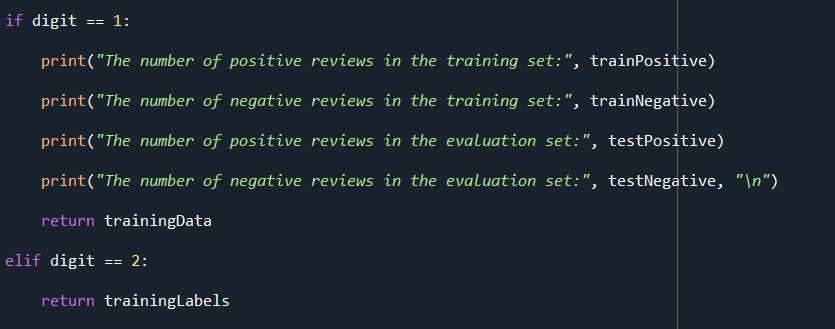 if digit == 1:
print("The number of positive reviews in the training set:", trainPositive)
print("The number of negative reviews in the training set:", trainNegative)
print("The number of positive reviews in the evaluation set:", testPositive)
print("The number of negative reviews in the evaluation set:", testNegative, "\n")
return trainingData
elif digit == 2:
return trainingLabels